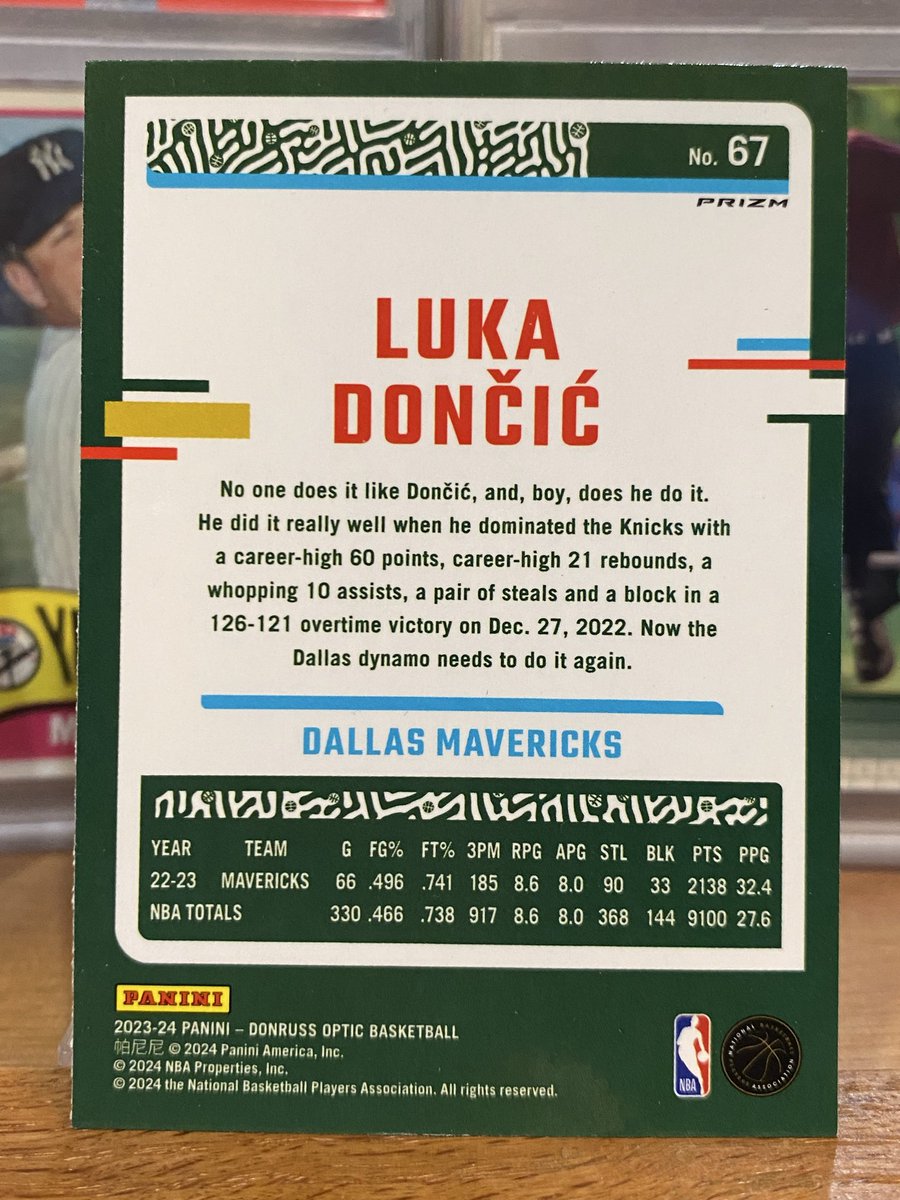 No. 67
PRIZM
LUKA
DONČIĆ
No one does it like Dončić, and, boy, does he do it.
He did it really well when he dominated the Knicks with
a career-high 60 points, career-high 21 rebounds, a
whopping 10 assists, a pair of steals and a block in a
126-121 overtime victory on Dec. 27, 2022. Now the
Dallas dynamo needs to do it again.
DALLAS MAVERICKS
YEAR TEAM G FG% FT% 3PM RPG APG STL BLK PTS PPG
22-23 MAVERICKS 66 .496 .741 185 8.6 8.0 90 33 2138 32.4
NBA TOTALS 330 .466 .738 917 8.6 8.0 368 144 9100 27.6
PANINI
2023-24 PANINI – DONRUSS OPTIC BASKETBALL
帕尼尼 © 2024 Panini America, Inc.
© 2024 NBA Properties, Inc.
© 2024 the National Basketball Players Association. All rights reserved.
NBA
NATIONAL BASKETBALL PLAYERS ASSOCIATION